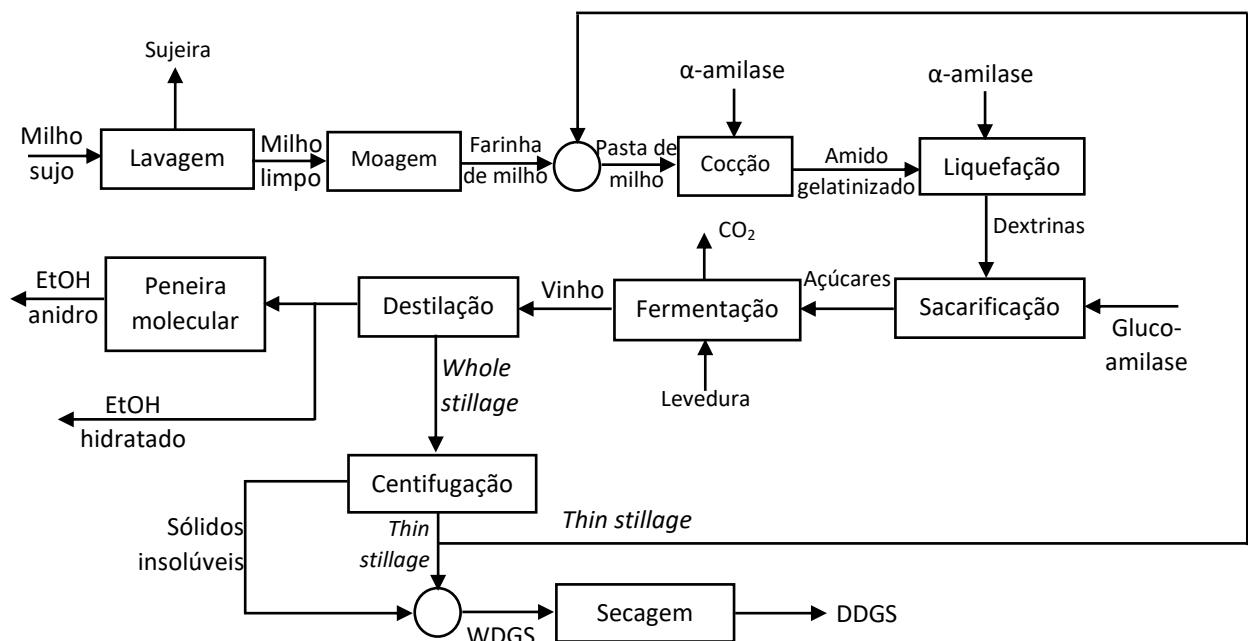 Sujeira
α-amilase
α-amilase
Milho
sujo
Lavagem
Milho
limpo
Moagem
Farinha
de milho
Pasta de
milho
Cocção
Amido
gelatinizado
Liquefação
Dextrinas
CO₂
EtOH
anidro
Peneira
molecular
Destilação
Vinho
Fermentação
Açúcares
Sacarificação
Gluco-
amilase
Levedura
Whole
stillage
EtOH
hidratado
Centifugação
Sólidos
insolúveis
Thin
stillage
Thin stillage
WDGS
Secagem
DDGS